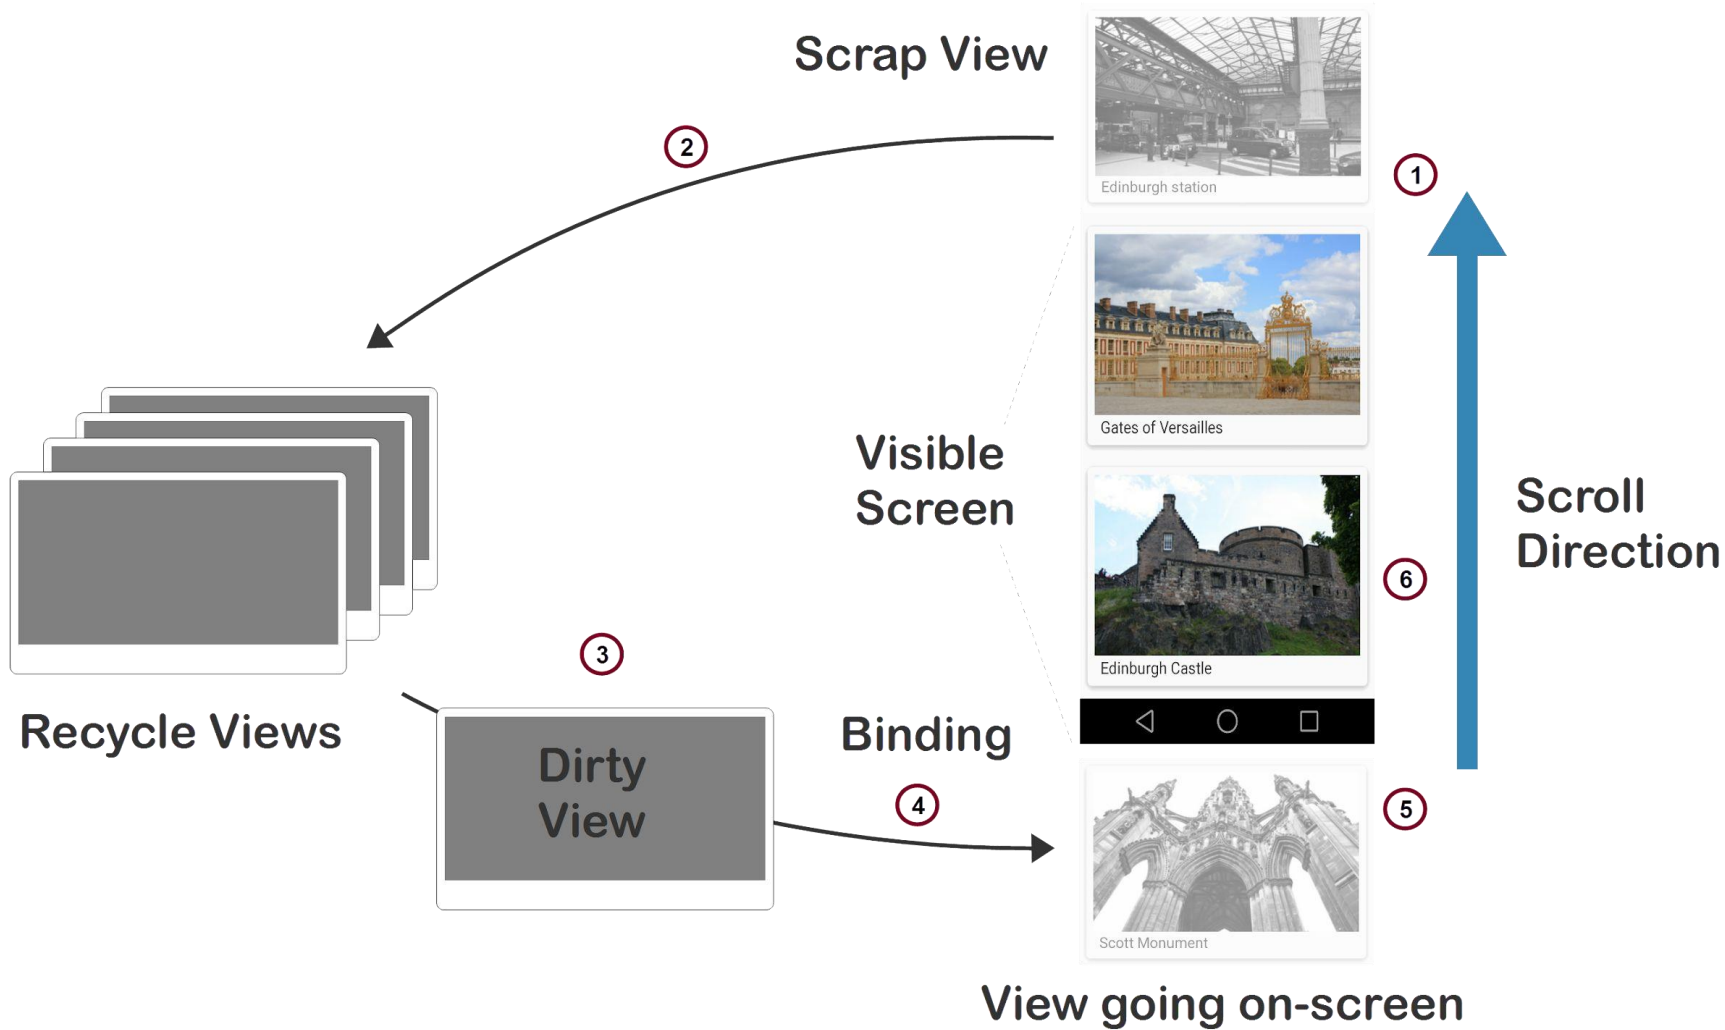 Scrap View
2
1
Edinburgh station
Gates of Versailles
Visible
Screen
Scroll
Direction
6
Edinburgh Castle
3
Recycle Views
Dirty
View
Binding
4
5
Scott Monument
View going on-screen